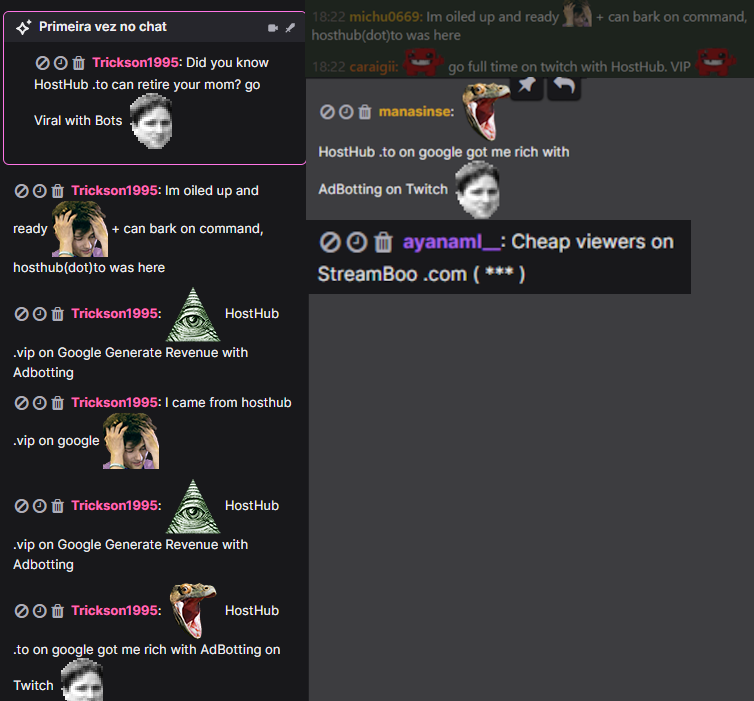 Primeira vez no chat
Trickson1995: Did you know
HostHub .to can retire your mom? go
Viral with Bots
Trickson1995: Im oiled up and
ready + can bark on command,
hosthub(dot)to was here
Trickson1995: HostHub
.vip on Google Generate Revenue with
Adbotting
Trickson1995: I came from hosthub
.vip on google
Trickson1995: HostHub
.vip on Google Generate Revenue with
Adbotting
Trickson1995: HostHub
.to on google got me rich with AdBotting on
Twitch
18:22 michu0669: Im oiled up and ready + can bark on command,
hosthub(dot)to was here
18:22 caraigii: go full time on twitch with HostHub. VIP
manasinse:
HostHub .to on google got me rich with
AdBotting on Twitch
ayanaml__: Cheap viewers on
StreamBoo .com ( *** )